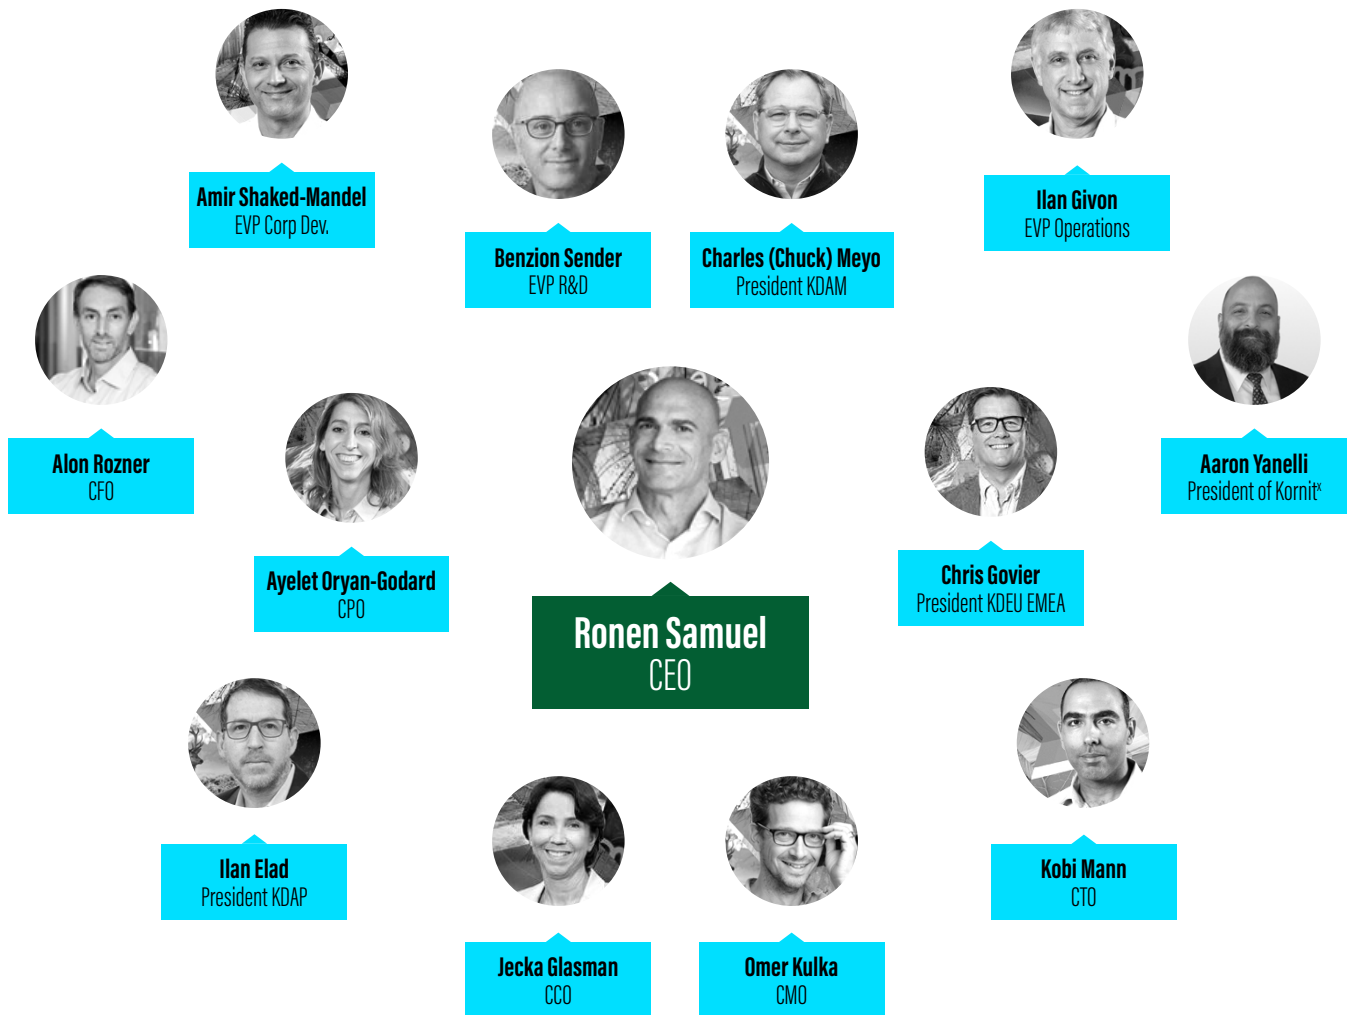 Amir Shaked-Mandel
EVP Corp Dev.
Benzion Sender
EVP R&D
Charles (Chuck) Meyo
President KDAM
Ilan Givon
EVP Operations
Alon Rozner
CFO
Ayelet Oryan-Godard
CPO
Ronen Samuel
CEO
Chris Govier
President KDEU EMEA
Aaron Yanelli
President of Kornitˣ
Ilan Elad
President KDAP
Jecka Glasman
CCO
Omer Kulka
CMO
Kobi Mann
CTO